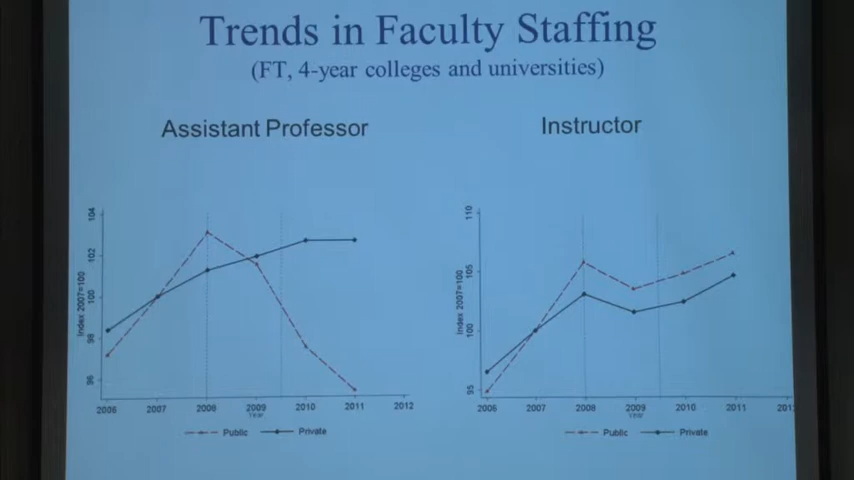 Trends in Faculty Staffing
(FT, 4-year colleges and universities)
Assistant Professor
Index 2007=100
96 98 100 102 104
2006 2007 2008 2009 2010 2011 2012
Year
Public Private
Instructor
Index 2007=100
95 100 105 110
2006 2007 2008 2009 2010 2011
Year
Public Private